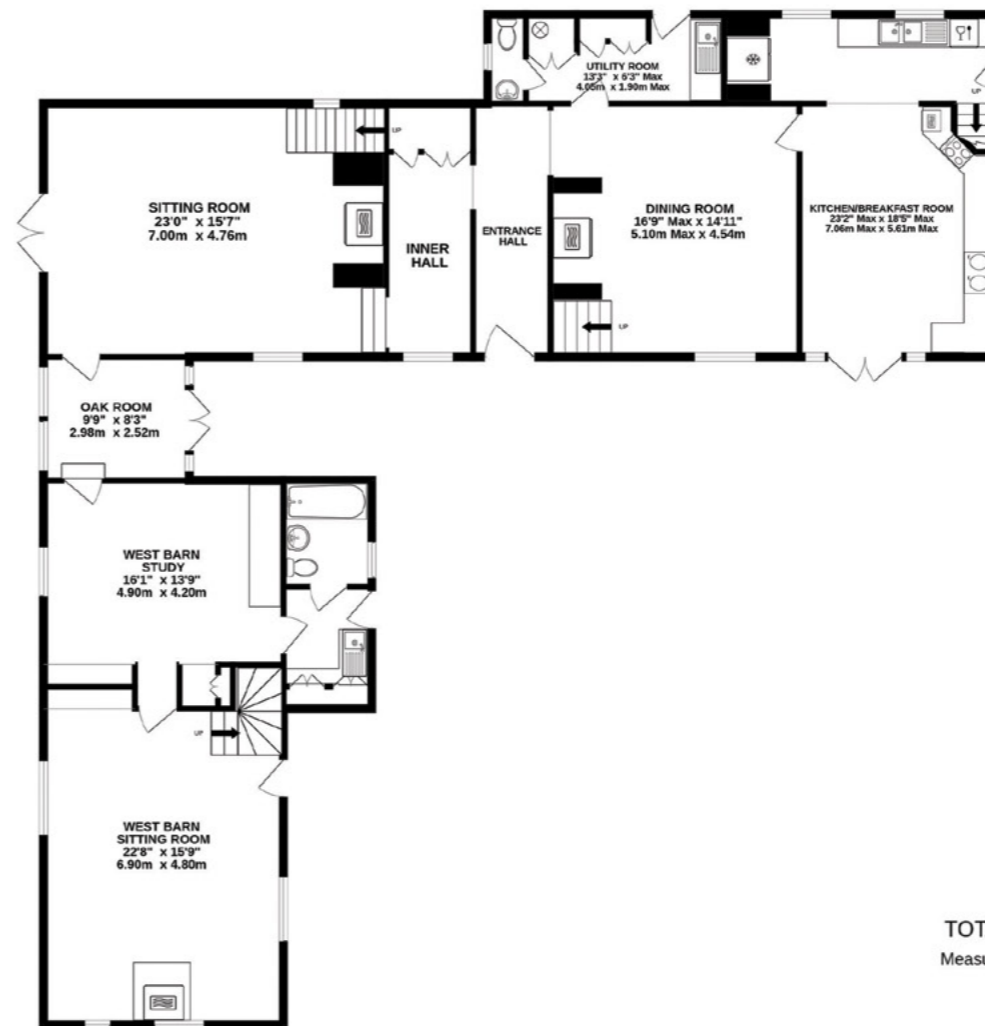 UTILITY ROOM
13'3" x 6'3" Max
4.05m x 1.90m Max
UP
UP
SITTING ROOM
23'0" x 15'7"
7.00m x 4.76m
INNER
HALL
ENTRANCE
HALL
DINING ROOM
16'9" Max x 14'11"
5.10m Max x 4.54m
UP
KITCHEN/BREAKFAST ROOM
23'2" Max x 18'5" Max
7.06m Max x 5.61m Max
OAK ROOM
9'9" x 8'3"
2.98m x 2.52m
WEST BARN
STUDY
16'1" x 13'9"
4.90m x 4.20m
UP
WEST BARN
SITTING ROOM
22'8" x 15'9"
6.90m x 4.80m
TOT
Measu